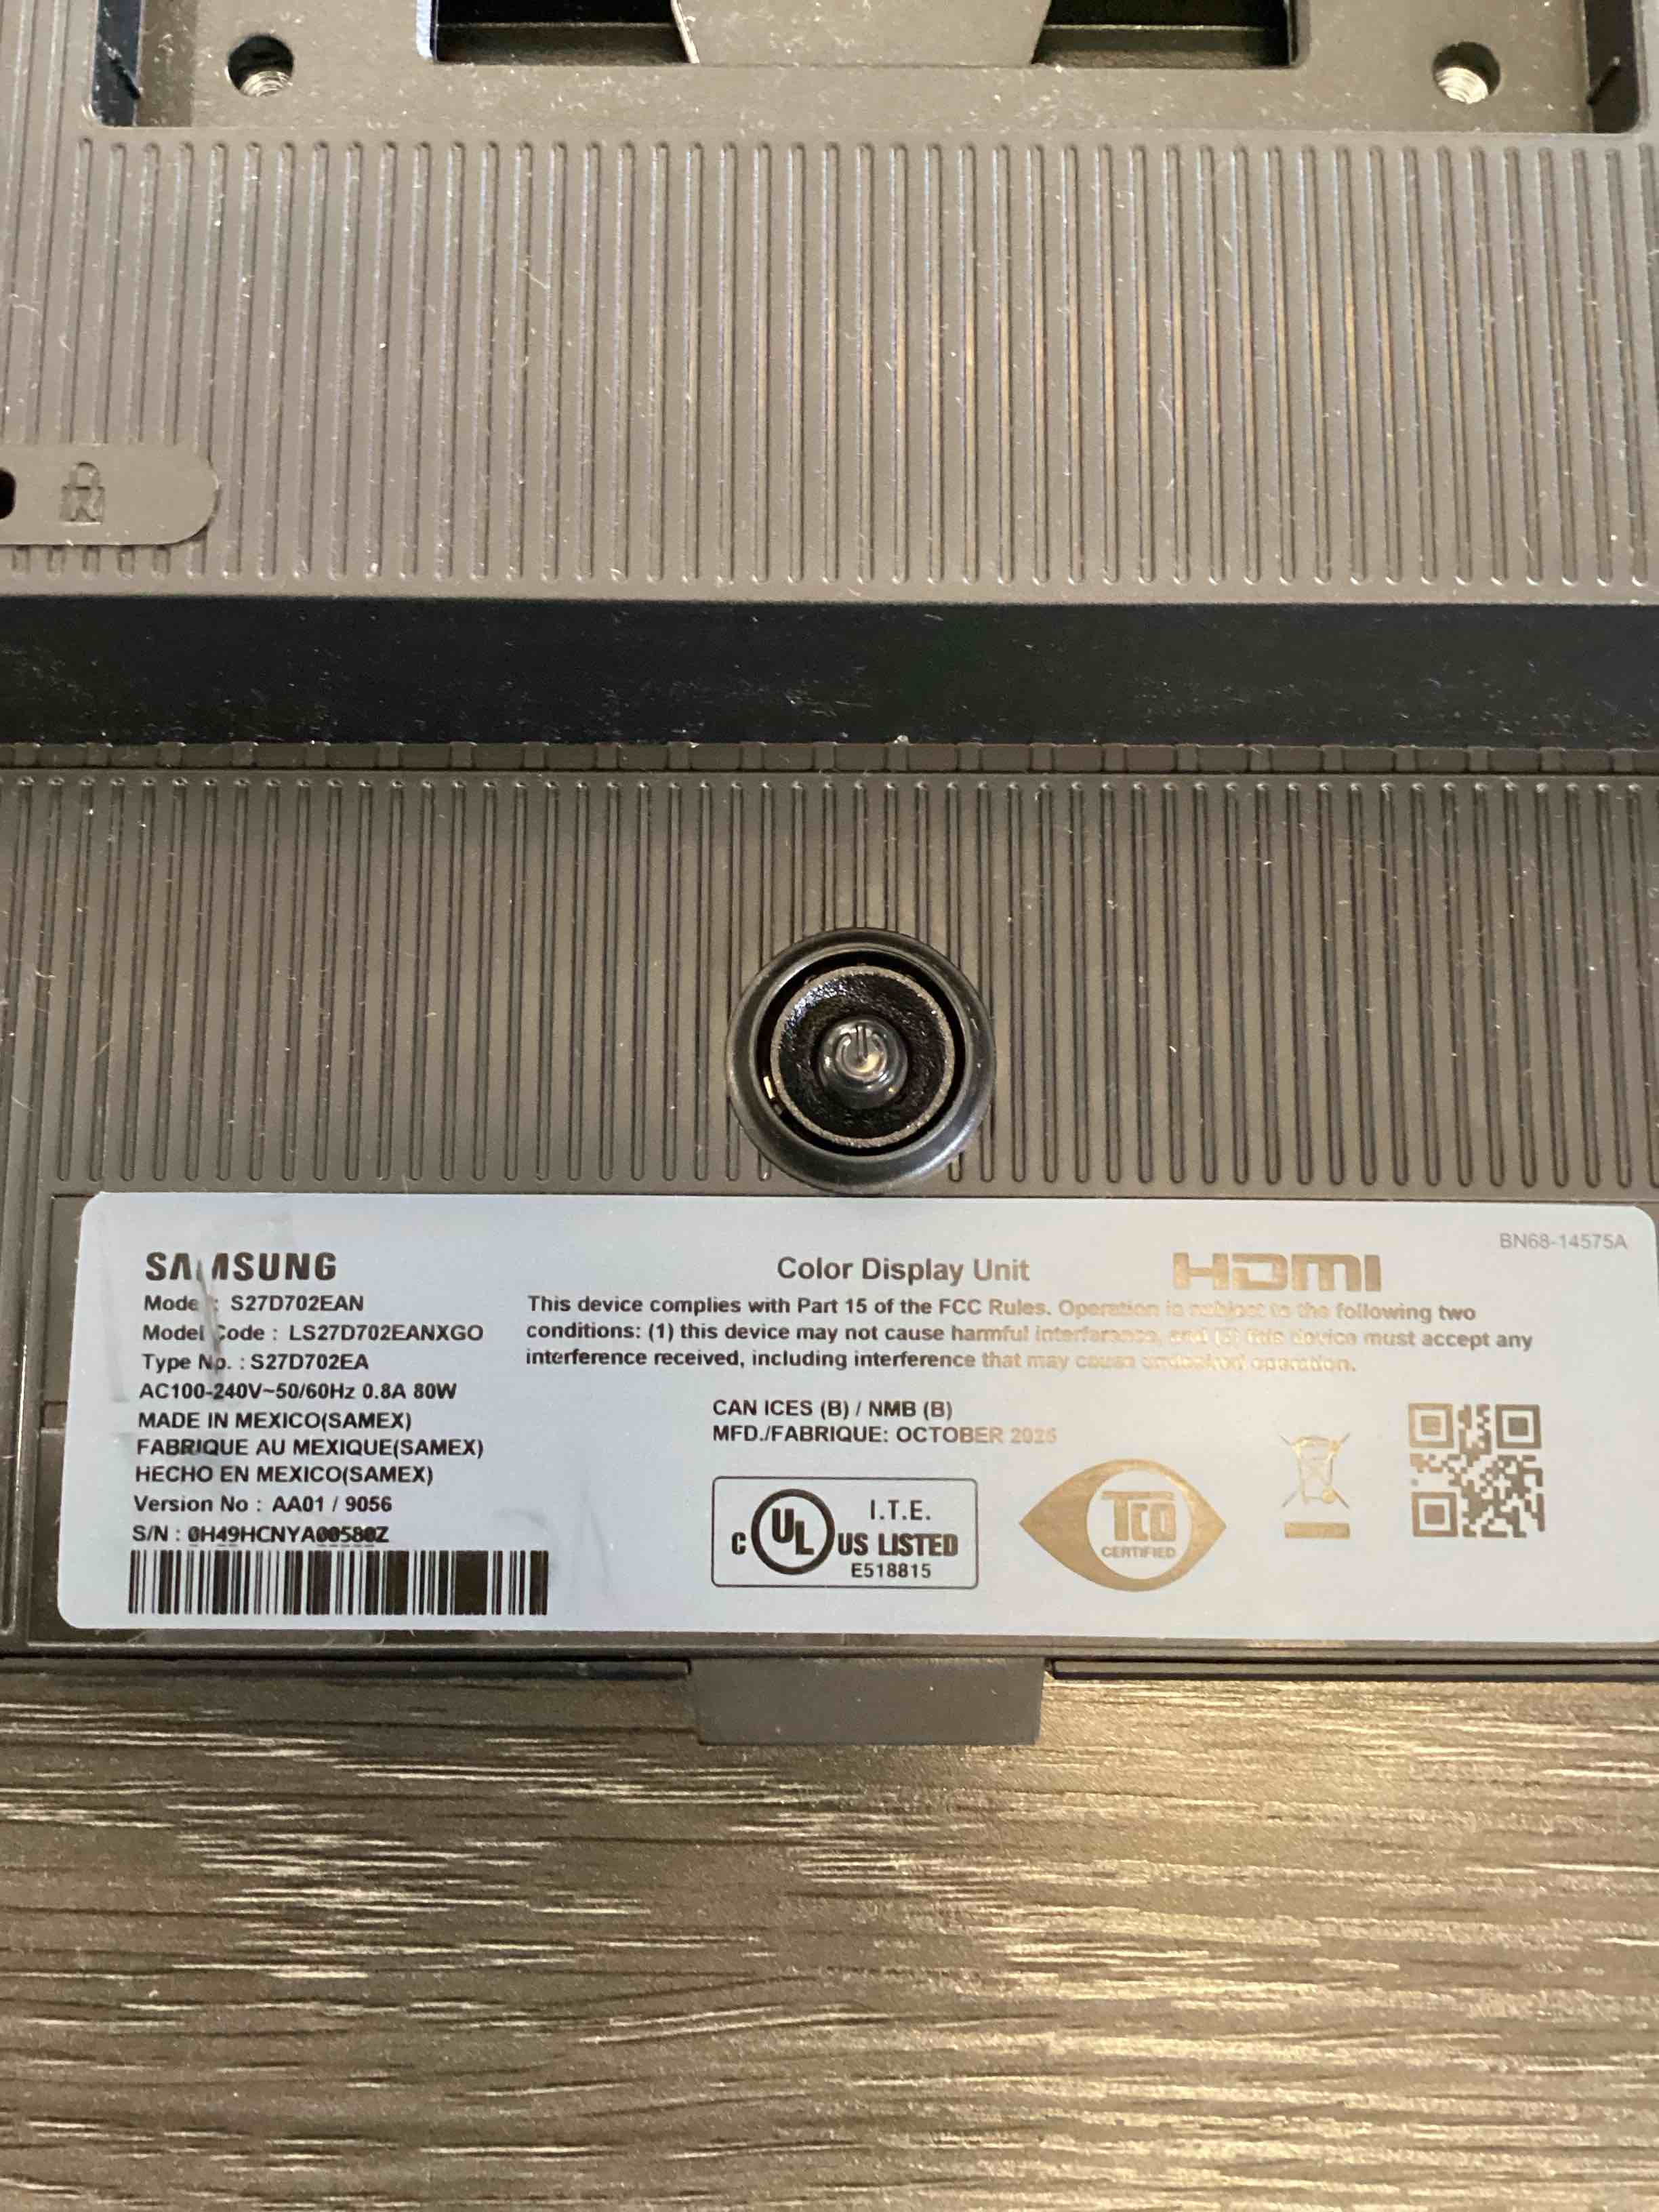 SAMSUNG
Model : S27D702EAN
Model Code : LS27D702EANXGO
Type No. : S27D702EA
AC100-240V~50/60Hz 0.8A 80W
MADE IN MEXICO(SAMEX)
FABRIQUE AU MEXIQUE(SAMEX)
HECHO EN MEXICO(SAMEX)
Version No : AA01 / 9056
S/N : 0H49HCNYA00580Z
Color Display Unit
HDMI
BN68-14575A
This device complies with Part 15 of the FCC Rules. Operation is subject to the following two
conditions: (1) this device may not cause harmful interference, and (2) this device must accept any
interference received, including interference that may cause undesired operation.
CAN ICES (B) / NMB (B)
MFD./FABRIQUE: OCTOBER 2025
C UL US LISTED
I.T.E.
E518815
TCO
CERTIFIED